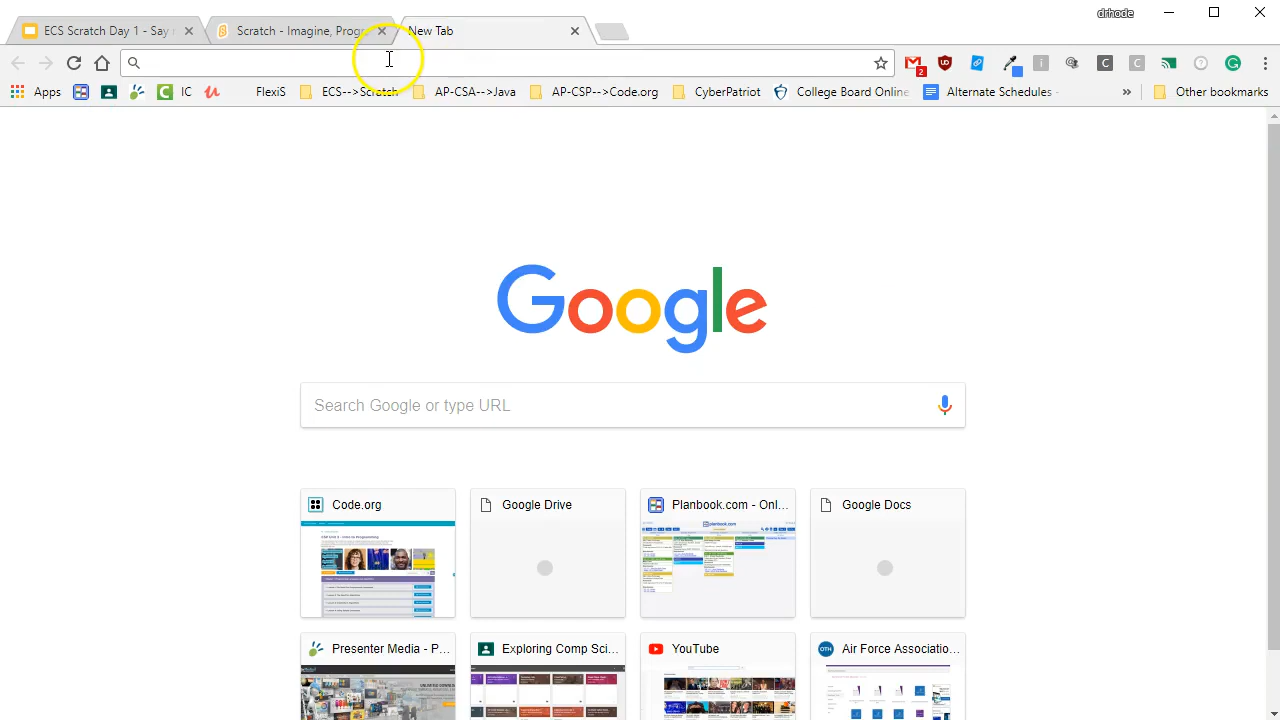 drhode
ECS Scratch Day 1 - Say
Scratch - Imagine, Prog
New Tab
2
Apps
IC
FlexiS
ECS-->Scratch
AP-CSA-->Java
AP-CSP-->Code.org
CyberPatriot
College Board Online
Alternate Schedules -
»
Other bookmarks
Google
Search Google or type URL
Code.org
Google Drive
Planbook.com - Onl...
Google Docs
Presenter Media - P...
Exploring Comp Sci...
YouTube
Air Force Associatio...